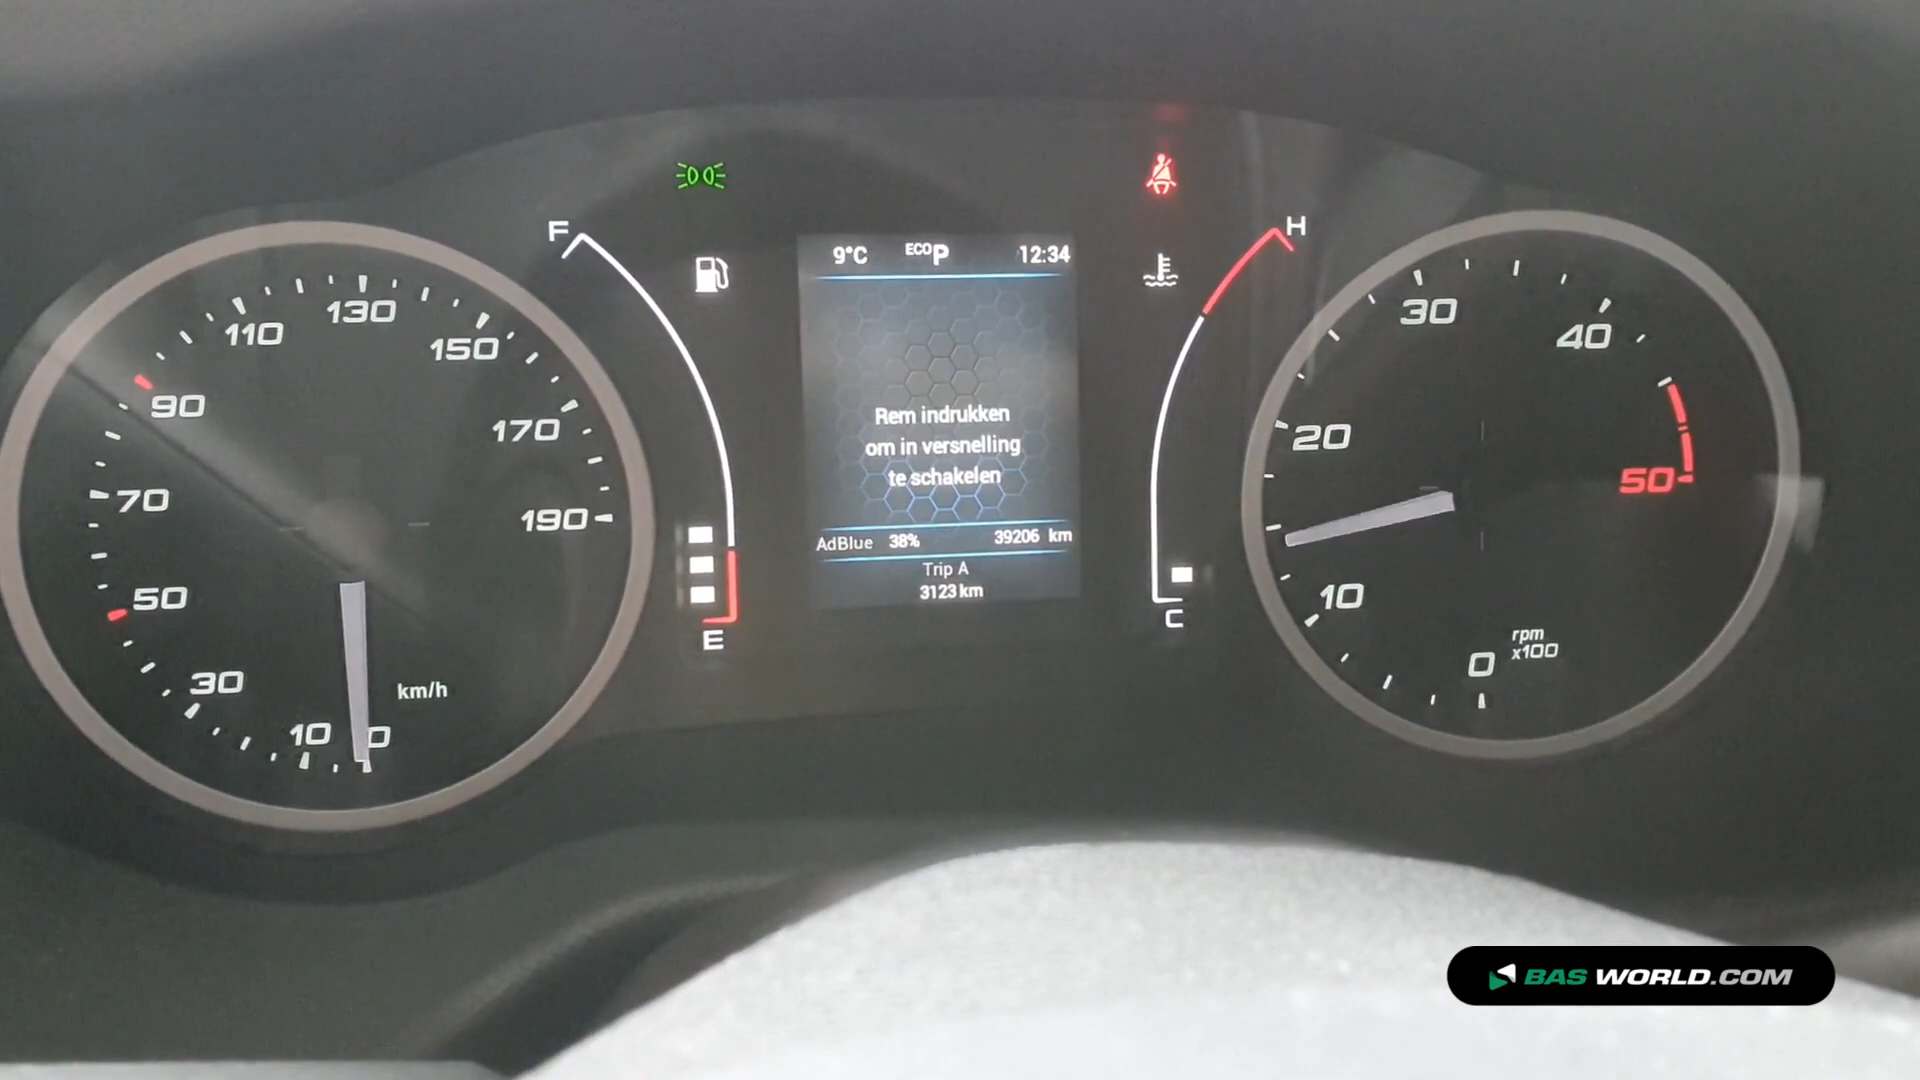 F
H
9°C ECO P 12:34
130
110
150
90
170
70
190
50
30
km/h
10
0
Rem indrukken
om in versnelling
te schakelen
AdBlue 38% 39206 km
Trip A
3123 km
E
C
30
40
20
50
10
0
rpm
x100
BAS WORLD.COM